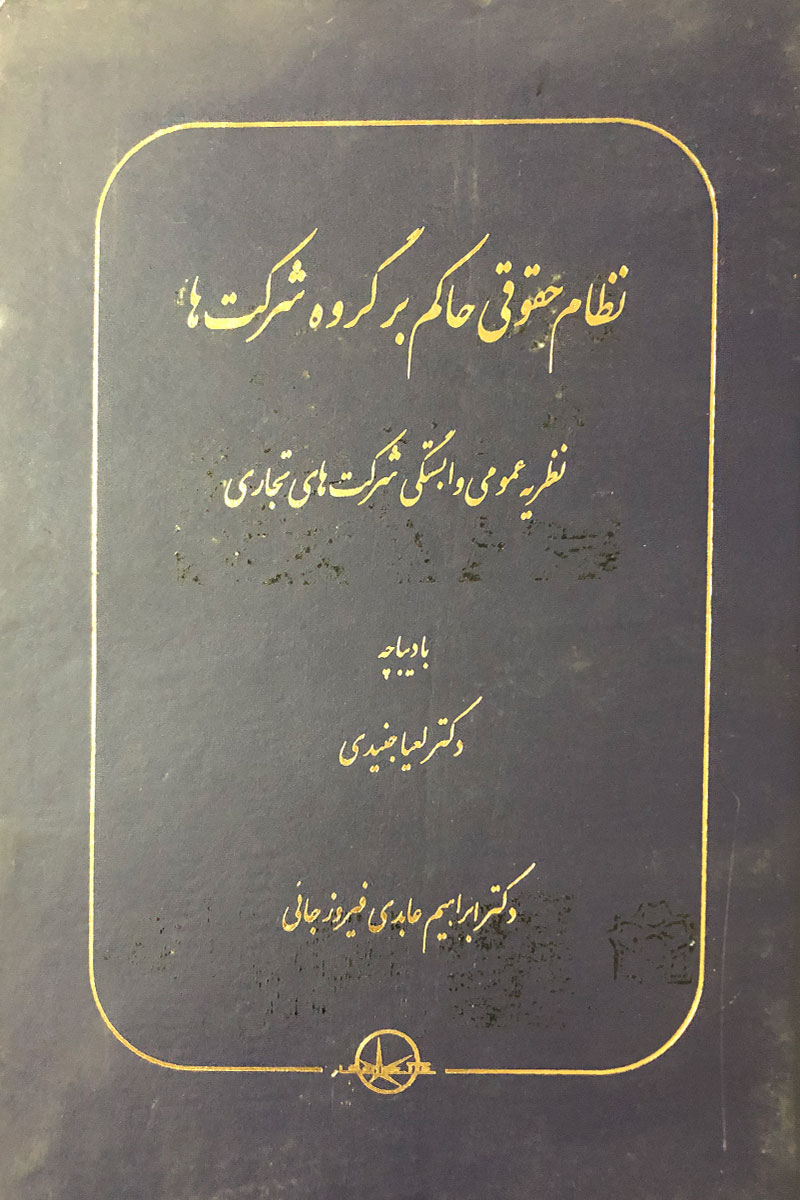 نظام حقوقی حاکم بر گروه شرکت ها
نظریه عمومی وابستگی شرکت های تجاری
با دیباچه
دکتر لعیا جنیدی
دکتر ابراهیم عابدی فیروزجائی